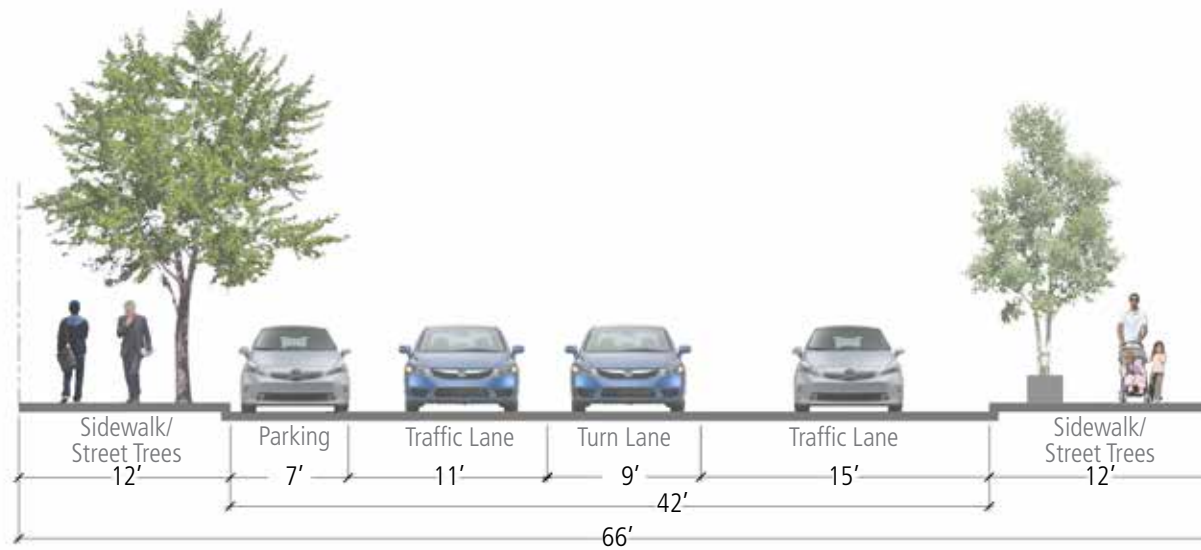 Sidewalk/
Street Trees
Parking
Traffic Lane
Turn Lane
Traffic Lane
Sidewalk/
Street Trees
12’
7’
11’
9’
15’
12’
42’
66’